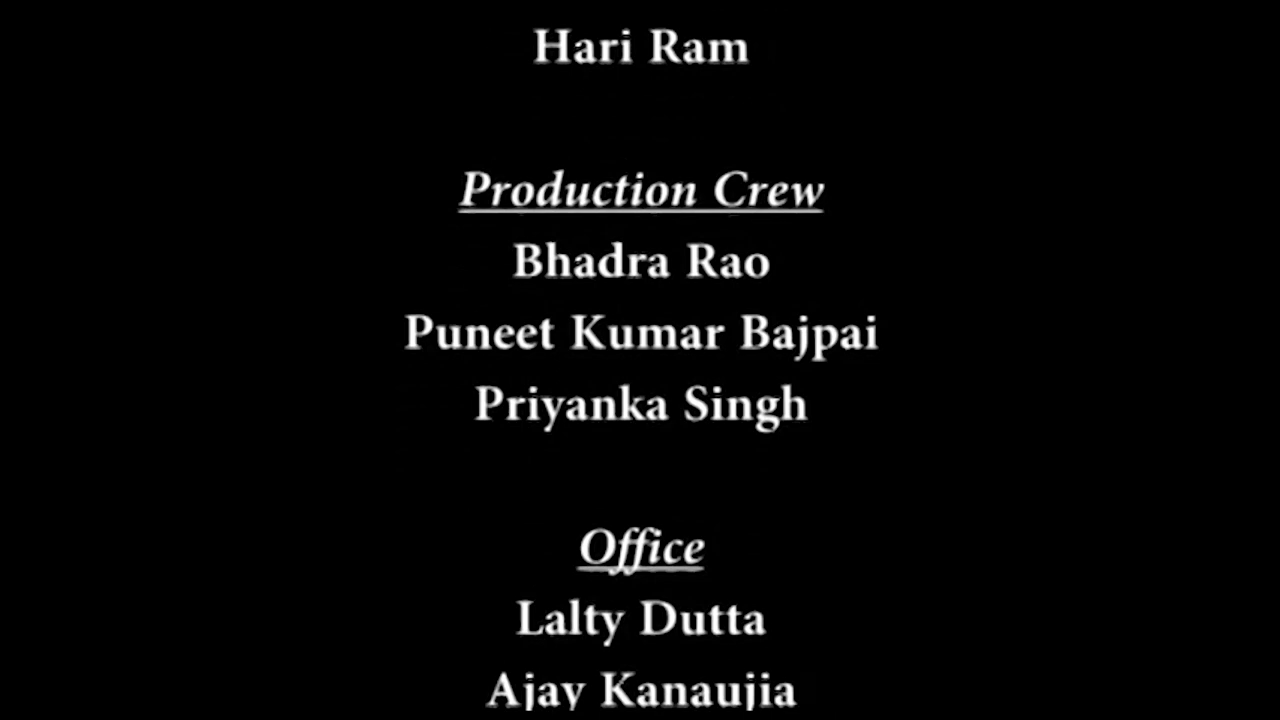 Hari Ram
Production Crew
Bhadra Rao
Puneet Kumar Bajpai
Priyanka Singh
Office
Lalty Dutta
Ajay Kanaujia